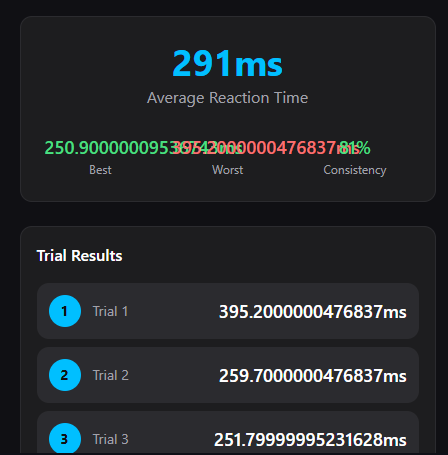 291ms
Average Reaction Time
250.90000009536743ms 395.2000000476837ms 81%
Best Worst Consistency
Trial Results
1 Trial 1 395.2000000476837ms
2 Trial 2 259.7000000476837ms
3 Trial 3 251.79999995231628ms